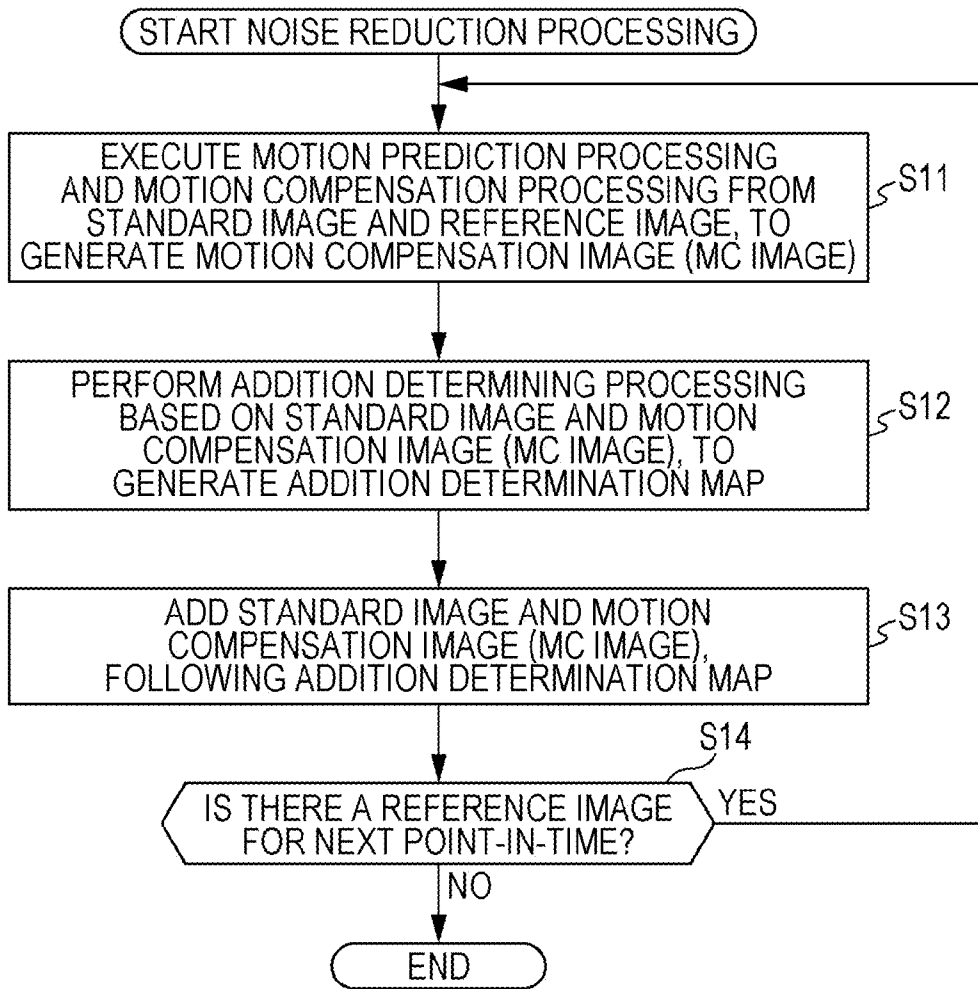 START NOISE REDUCTION PROCESSING
EXECUTE MOTION PREDICTION PROCESSING
AND MOTION COMPENSATION PROCESSING FROM
STANDARD IMAGE AND REFERENCE IMAGE, TO
GENERATE MOTION COMPENSATION IMAGE (MC IMAGE)
S11
PERFORM ADDITION DETERMINING PROCESSING
BASED ON STANDARD IMAGE AND MOTION
COMPENSATION IMAGE (MC IMAGE), TO
GENERATE ADDITION DETERMINATION MAP
S12
ADD STANDARD IMAGE AND MOTION
COMPENSATION IMAGE (MC IMAGE),
FOLLOWING ADDITION DETERMINATION MAP
S13
S14
IS THERE A REFERENCE IMAGE
FOR NEXT POINT-IN-TIME?
YES
NO
END